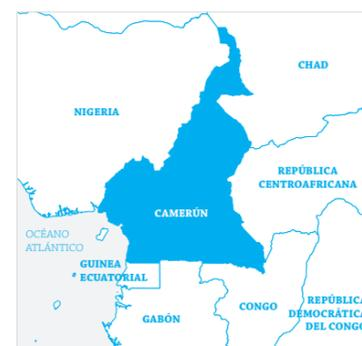 CHAD
NIGERIA
REPÚBLICA
CENTROAFRICANA
CAMERÚN
OCÉANO
ATLÁNTICO
GUINEA
ECUATORIAL
GABÓN
CONGO
REPÚBLICA
DEMOCRÁTICA
DEL CONGO